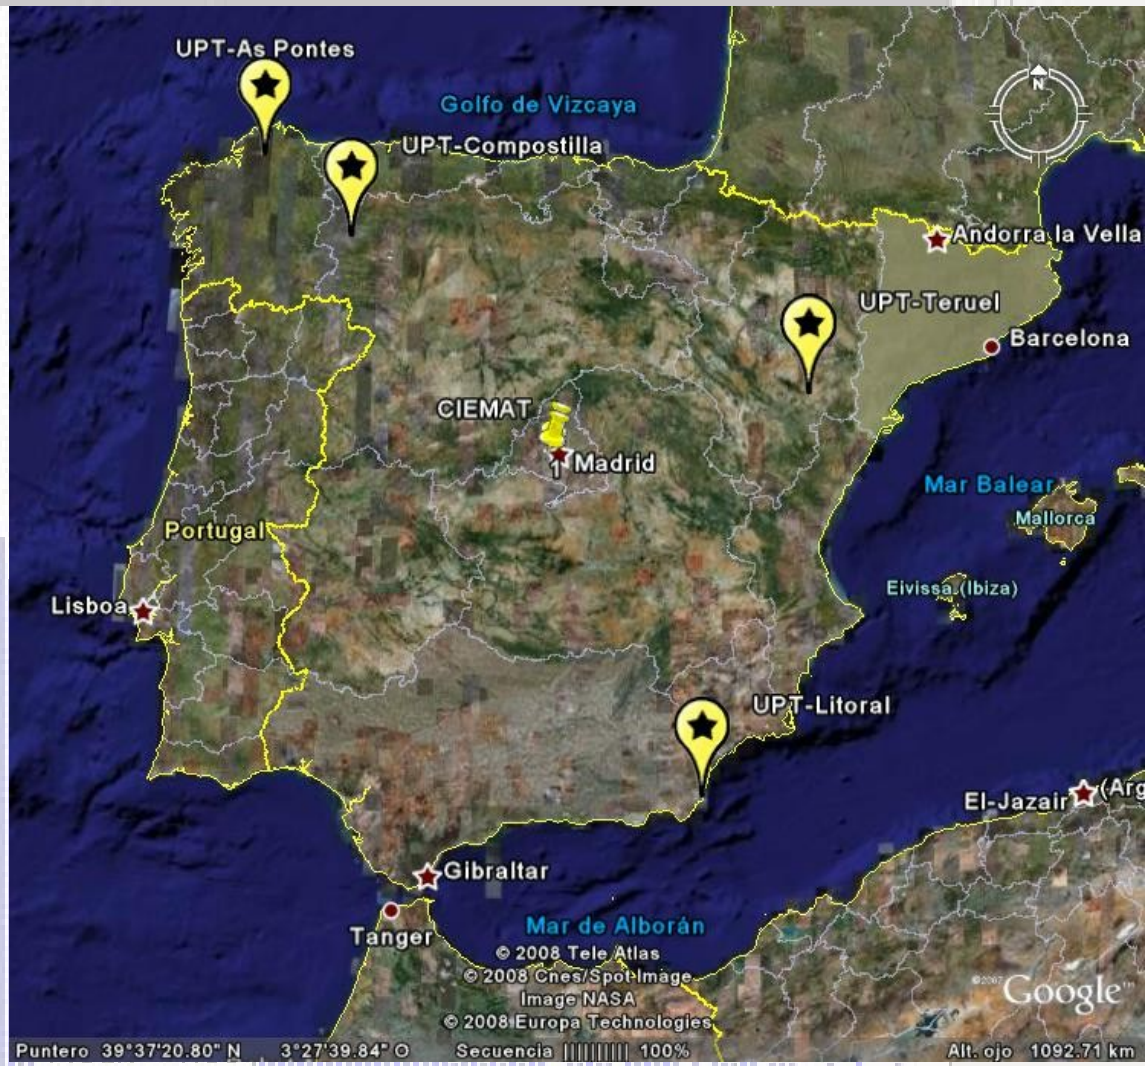 UPT-As Pontes
Golfo de Vizcaya
N
UPT-Compostilla
Andorra la Vella
UPT-Teruel
Barcelona
CIEMAT
1
Madrid
Mar Balear
Mallorca
Portugal
Eivissa (Ibiza)
Lisboa
UPT-Litoral
El-Jazair (Arg
Gibraltar
Tanger
Mar de Alborán
© 2008 Tele Atlas
© 2008 Cnes/Spot Image
Image NASA
© 2008 Europa Technologies
©2007 Google™
Puntero 39°37'20.80" N 3°27'39.84" O Secuencia |||||||||| 100% Alt. ojo 1092.71 km